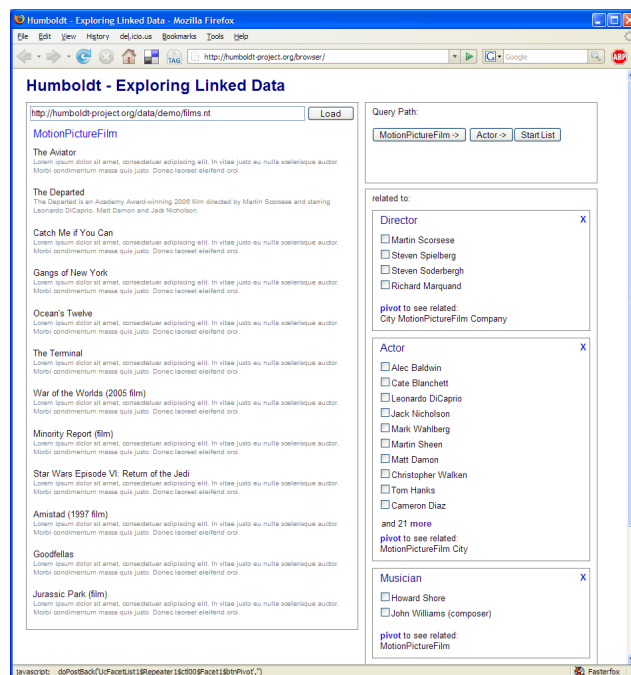 Humboldt - Exploring Linked Data - Mozilla Firefox
File Edit View History del.icio.us Bookmarks Tools Help
TAG http://humboldt-project.org/browser/ G Google ABP
Humboldt - Exploring Linked Data
http://humboldt-project.org/data/demo/films.nt Load
MotionPictureFilm
The Aviator
Lorem ipsum dolor sit amet, consectetuer adipiscing elit. In vitae justo eu nulla scelerisque auctor.
Morbi condimentum massa quis justo. Donec laoreet eleifend orci.
The Departed
The Departed is an Academy Award-winning 2006 film directed by Martin Scorsese and starring
Leonardo DiCaprio, Matt Damon and Jack Nicholson.
Catch Me if You Can
Lorem ipsum dolor sit amet, consectetuer adipiscing elit. In vitae justo eu nulla scelerisque auctor.
Morbi condimentum massa quis justo. Donec laoreet eleifend orci.
Gangs of New York
Lorem ipsum dolor sit amet, consectetuer adipiscing elit. In vitae justo eu nulla scelerisque auctor.
Morbi condimentum massa quis justo. Donec laoreet eleifend orci.
Ocean's Twelve
Lorem ipsum dolor sit amet, consectetuer adipiscing elit. In vitae justo eu nulla scelerisque auctor.
Morbi condimentum massa quis justo. Donec laoreet eleifend orci.
The Terminal
Lorem ipsum dolor sit amet, consectetuer adipiscing elit. In vitae justo eu nulla scelerisque auctor.
Morbi condimentum massa quis justo. Donec laoreet eleifend orci.
War of the Worlds (2005 film)
Lorem ipsum dolor sit amet, consectetuer adipiscing elit. In vitae justo eu nulla scelerisque auctor.
Morbi condimentum massa quis justo. Donec laoreet eleifend orci.
Minority Report (film)
Lorem ipsum dolor sit amet, consectetuer adipiscing elit. In vitae justo eu nulla scelerisque auctor.
Morbi condimentum massa quis justo. Donec laoreet eleifend orci.
Star Wars Episode VI: Return of the Jedi
Lorem ipsum dolor sit amet, consectetuer adipiscing elit. In vitae justo eu nulla scelerisque auctor.
Morbi condimentum massa quis justo. Donec laoreet eleifend orci.
Amistad (1997 film)
Lorem ipsum dolor sit amet, consectetuer adipiscing elit. In vitae justo eu nulla scelerisque auctor.
Morbi condimentum massa quis justo. Donec laoreet eleifend orci.
Goodfellas
Lorem ipsum dolor sit amet, consectetuer adipiscing elit. In vitae justo eu nulla scelerisque auctor.
Morbi condimentum massa quis justo. Donec laoreet eleifend orci.
Jurassic Park (film)
Lorem ipsum dolor sit amet, consectetuer adipiscing elit. In vitae justo eu nulla scelerisque auctor.
Morbi condimentum massa quis justo. Donec laoreet eleifend orci.
Query Path:
MotionPictureFilm -> Actor -> Start List
related to:
Director X
Martin Scorsese
Steven Spielberg
Steven Soderbergh
Richard Marquand
pivot to see related:
City MotionPictureFilm Company
Actor X
Alec Baldwin
Cate Blanchett
Leonardo DiCaprio
Jack Nicholson
Mark Wahlberg
Martin Sheen
Matt Damon
Christopher Walken
Tom Hanks
Cameron Diaz
and 21 more
pivot to see related:
MotionPictureFilm City
Musician X
Howard Shore
John Williams (composer)
pivot to see related:
MotionPictureFilm
javascript:__doPostBack('UcFacetList1$Repeater1$ctl00$Facet1$btnPivot','') Fasterfox